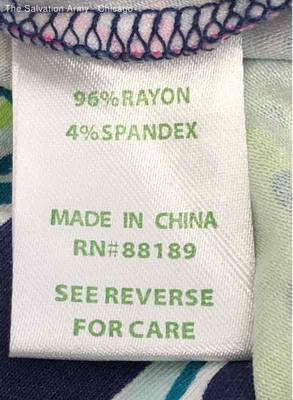 The Salvation Army - Chicago
96%RAYON
4%SPANDEX
MADE IN CHINA
RN#88189
SEE REVERSE
FOR CARE